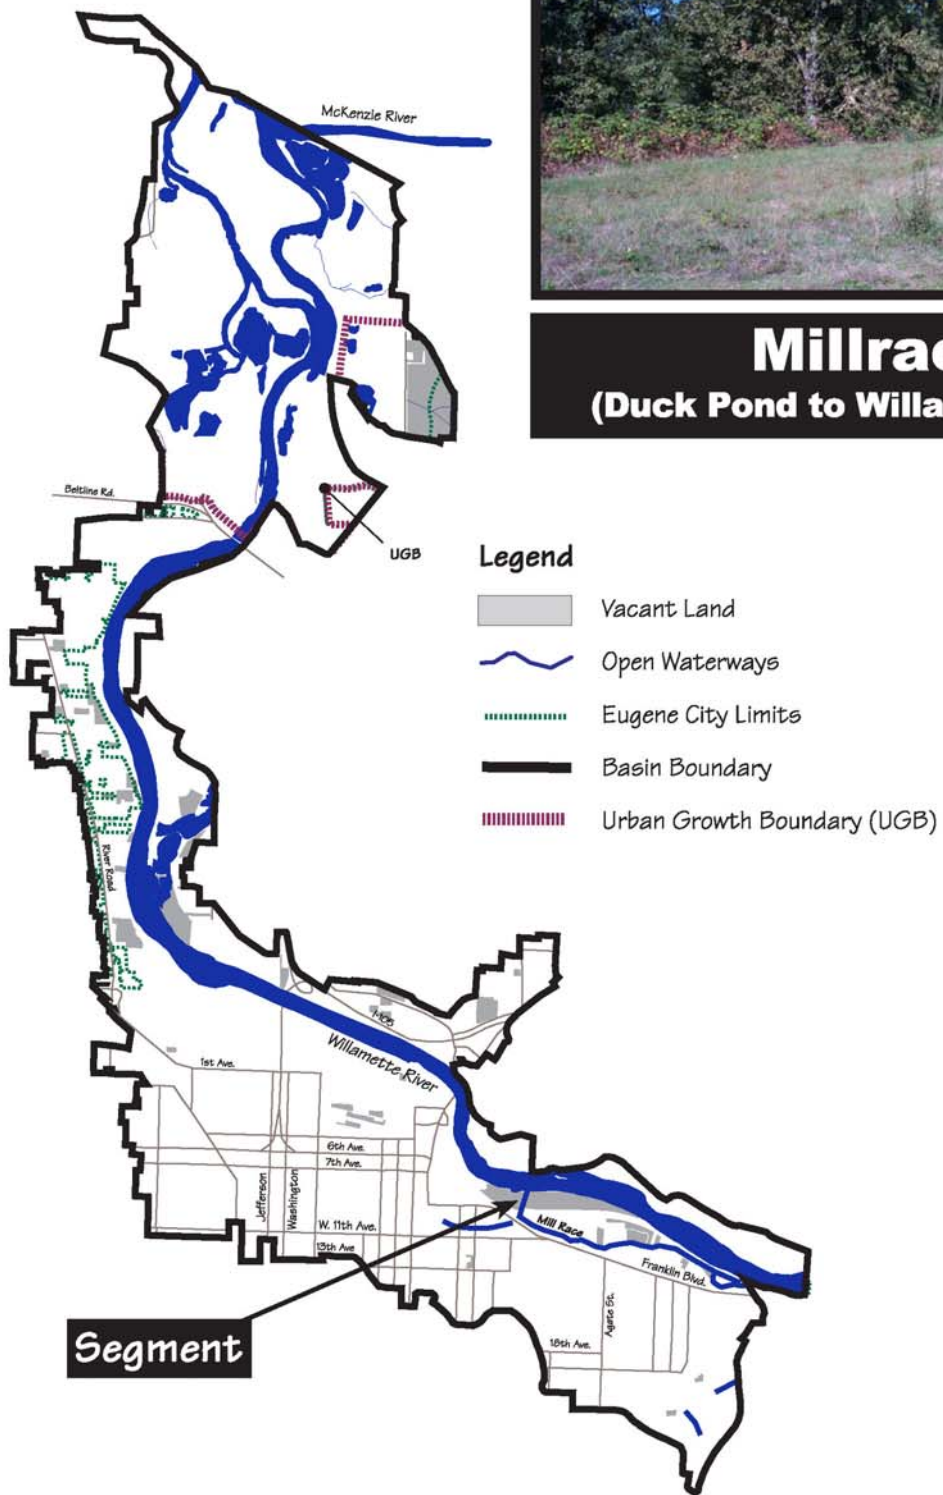 McKenzie River
Millrac
(Duck Pond to Willa
Beltline Rd.
UGB
Legend
Vacant Land
Open Waterways
Eugene City Limits
Basin Boundary
Urban Growth Boundary (UGB)
River Road
Willamette River
1st Ave.
6th Ave.
7th Ave.
Jefferson
Washington
W. 11th Ave.
13th Ave
Mill Race
Franklin Blvd.
Agate St.
18th Ave.
Segment